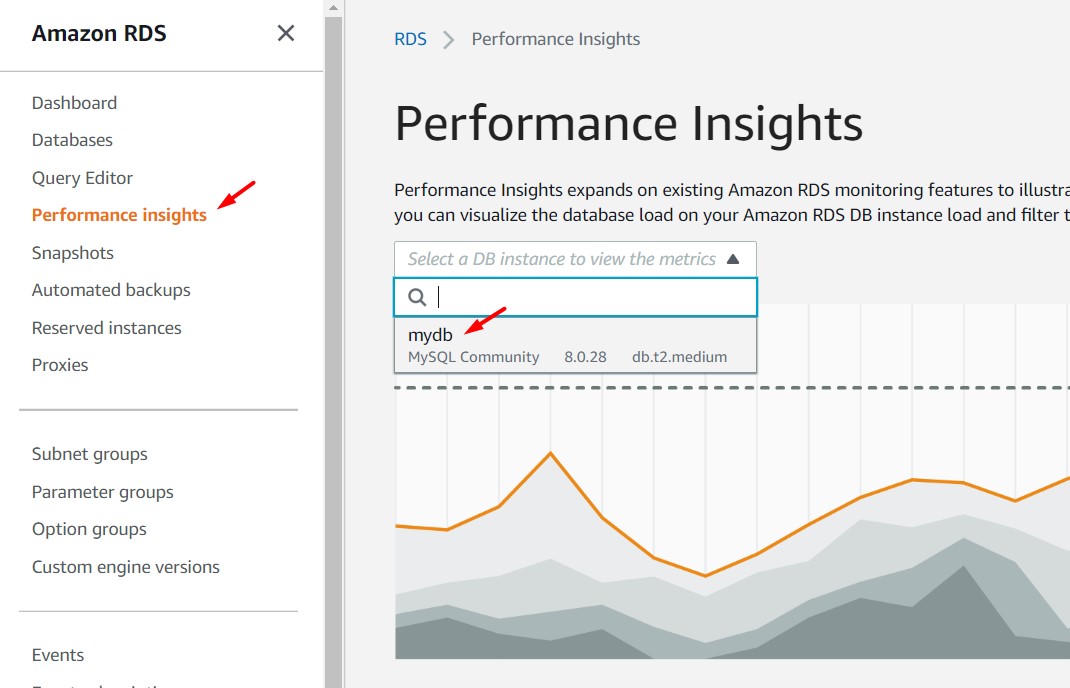 Amazon RDS
Dashboard
Databases
Query Editor
Performance insights
Snapshots
Automated backups
Reserved instances
Proxies
Subnet groups
Parameter groups
Option groups
Custom engine versions
Events
RDS > Performance Insights
Performance Insights
Performance Insights expands on existing Amazon RDS monitoring features to illustra
you can visualize the database load on your Amazon RDS DB instance load and filter t
Select a DB instance to view the metrics
mydb
MySQL Community 8.0.28 db.t2.medium